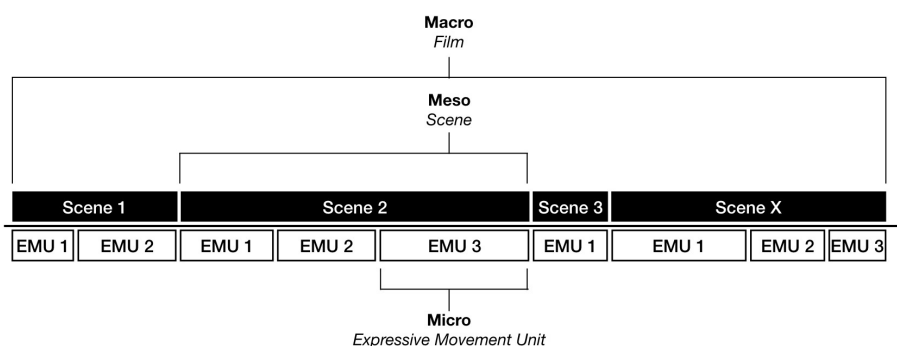 Macro
Film
Meso
Scene
Scene 1 Scene 2 Scene 3 Scene X
EMU 1 EMU 2 EMU 1 EMU 2 EMU 3 EMU 1 EMU 1 EMU 2 EMU 3
Micro
Expressive Movement Unit